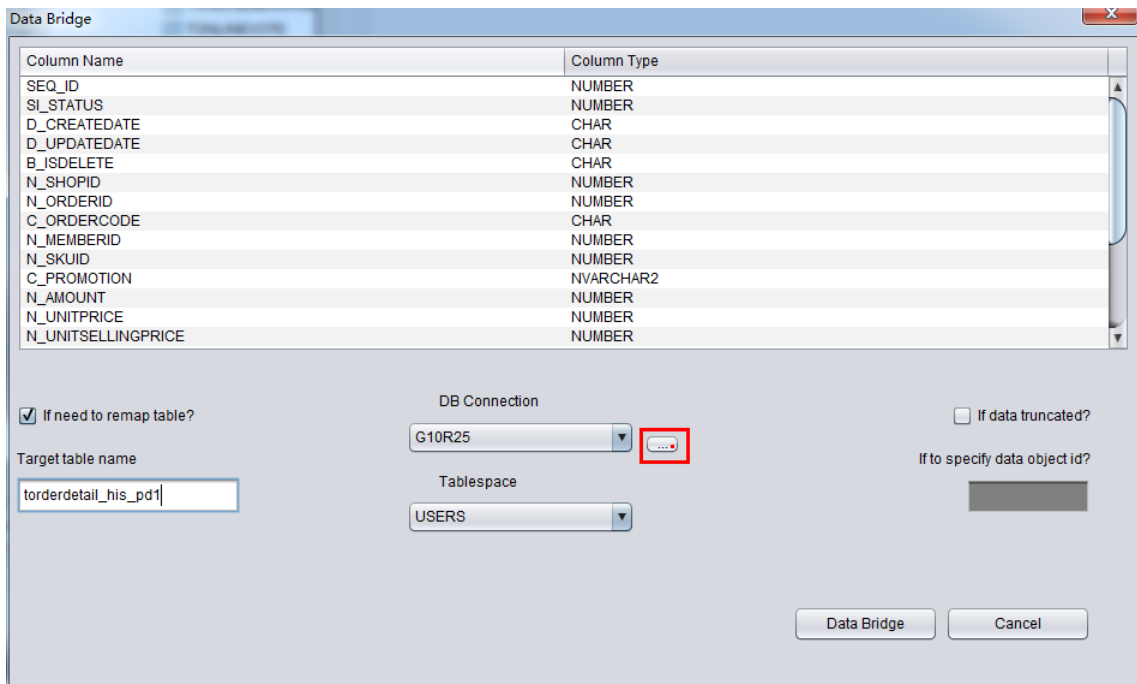 Data Bridge
Column Name Column Type
SEQ_ID NUMBER
SI_STATUS NUMBER
D_CREATEDATE CHAR
D_UPDATEDATE CHAR
B_ISDELETE CHAR
N_SHOPID NUMBER
N_ORDERID NUMBER
C_ORDERCODE CHAR
N_MEMBERID NUMBER
N_SKUID NUMBER
C_PROMOTION NVARCHAR2
N_AMOUNT NUMBER
N_UNITPRICE NUMBER
N_UNITSELLINGPRICE NUMBER
If need to remap table?
DB Connection
If data truncated?
G10R25
...
Target table name
If to specify data object id?
Tablespace
torderdetail_his_pd1
USERS
Data Bridge Cancel